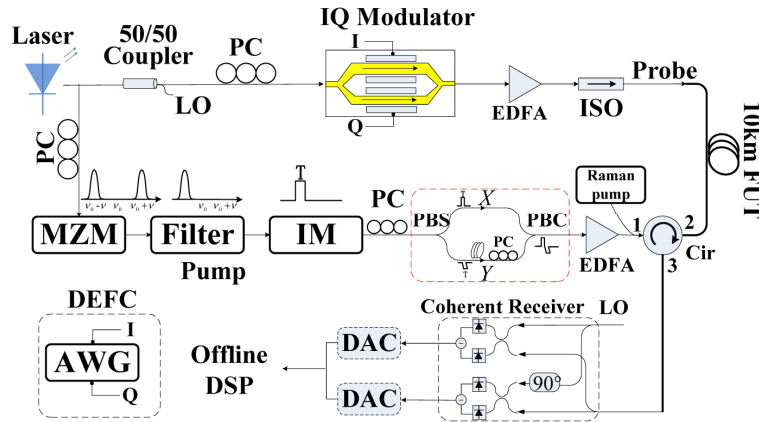 IQ Modulator
Laser
50/50
Coupler
PC
I
LO
Q
EDFA
ISO
Probe
10km FUT
PC
ν₀-ν ν₀ ν₀+ν
ν₀ ν₀+ν
T
MZM
Filter
IM
Pump
PC
PBS
X
PBC
PC
T
Y
EDFA
Raman
pump
1
2
3
Cir
DEFC
I
AWG
Q
Offline
DSP
DAC
DAC
Coherent Receiver
LO
90°